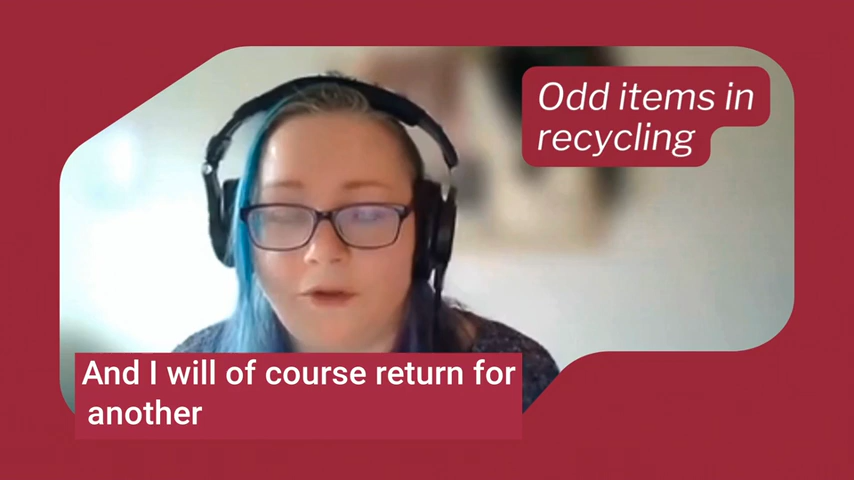 Odd items in
recycling
And I will of course return for
another